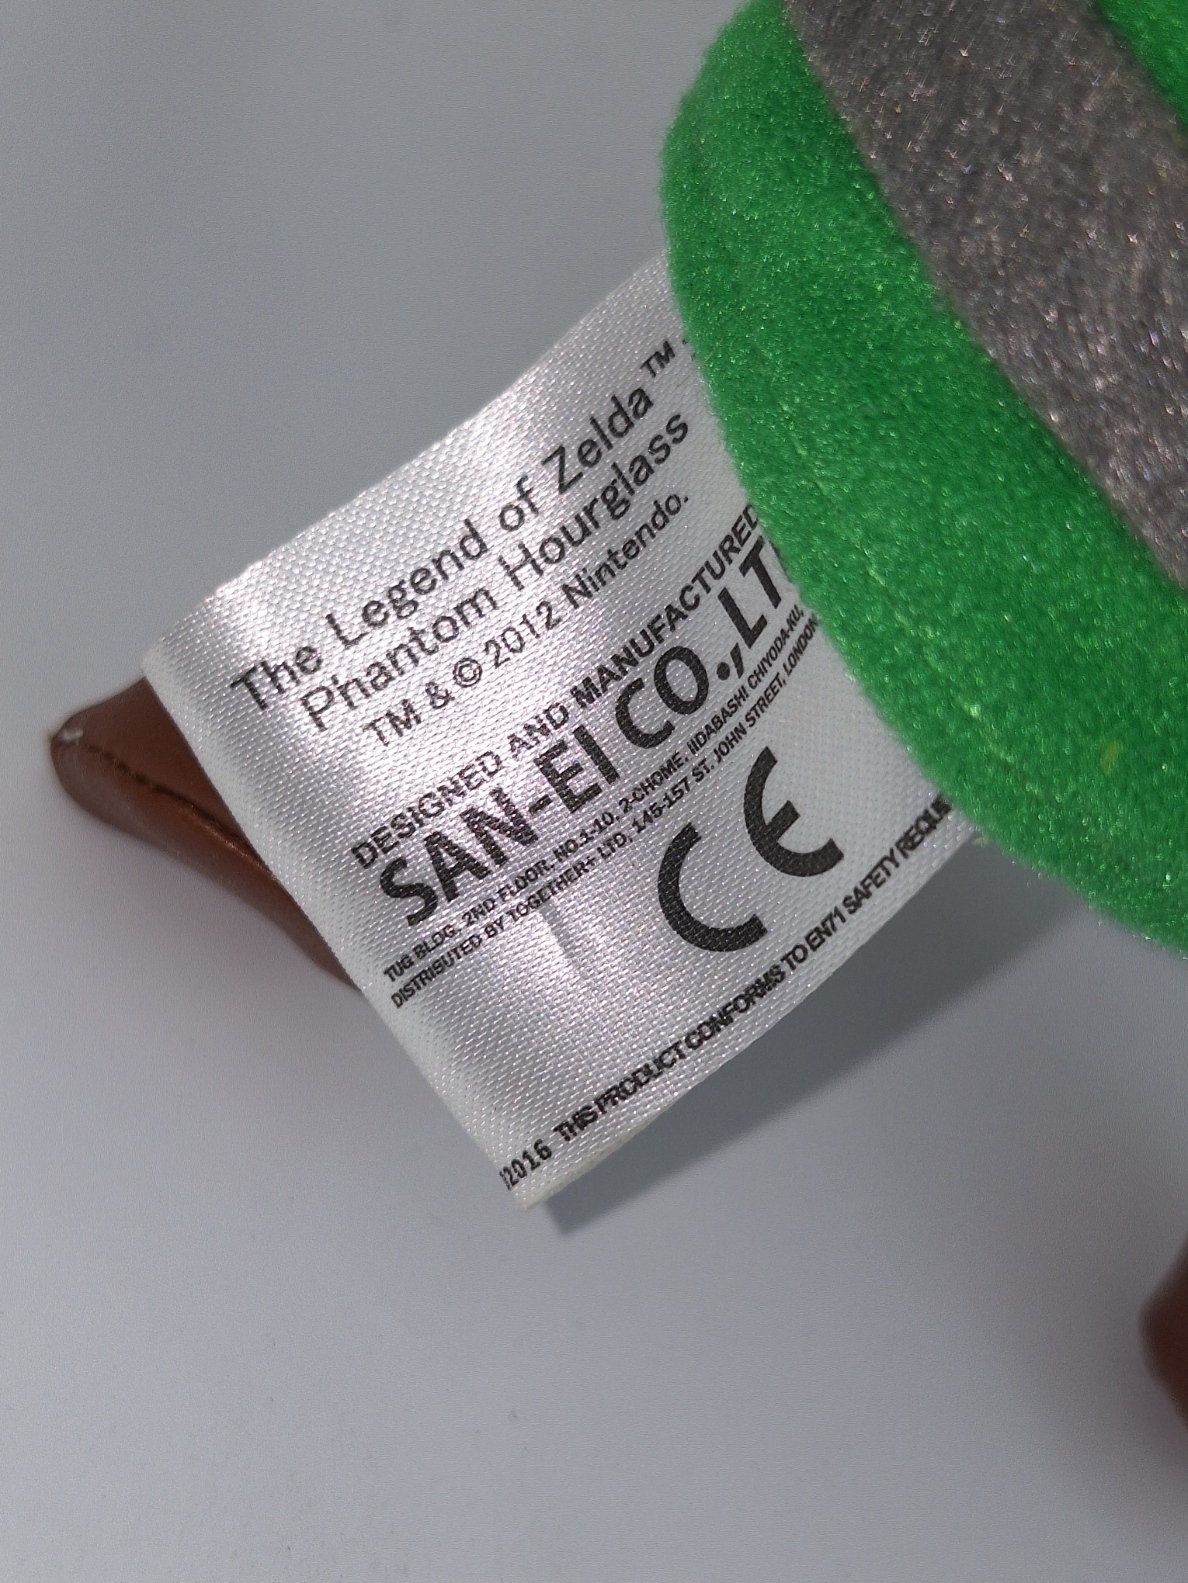 The Legend of Zelda™
Phantom Hourglass
TM & © 2012 Nintendo.
DESIGNED AND MANUFACTURED
SAN-EI CO.,LT
TUG BLDG. 2ND FLOOR, NO.1-10, 2-CHOME, IIDABASHI, CHIYODA-KU,
DISTRIBUTED BY TOGETHER+ LTD, 145-157 ST. JOHN STREET, LONDON
CE
2016 THIS PRODUCT CONFORMS TO EN71 SAFETY REQUI